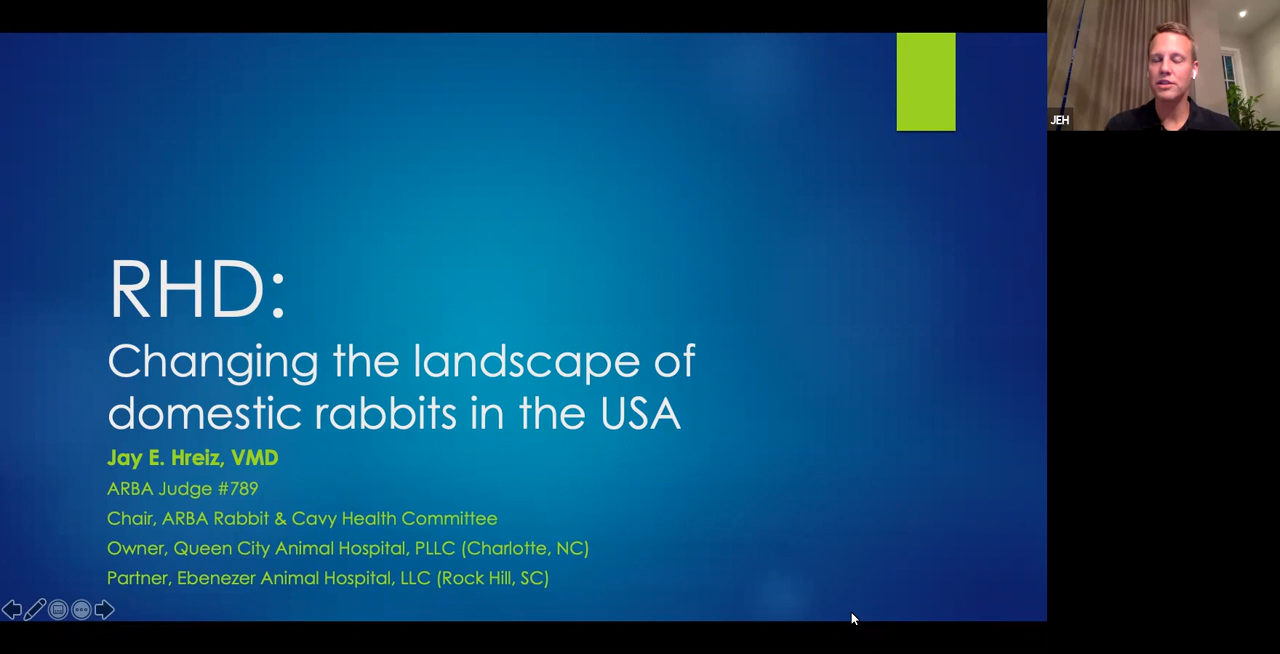 JEH
RHD:
Changing the landscape of
domestic rabbits in the USA
Jay E. Hreiz, VMD
ARBA Judge #789
Chair, ARBA Rabbit & Cavy Health Committee
Owner, Queen City Animal Hospital, PLLC (Charlotte, NC)
Partner, Ebenezer Animal Hospital, LLC (Rock Hill, SC)